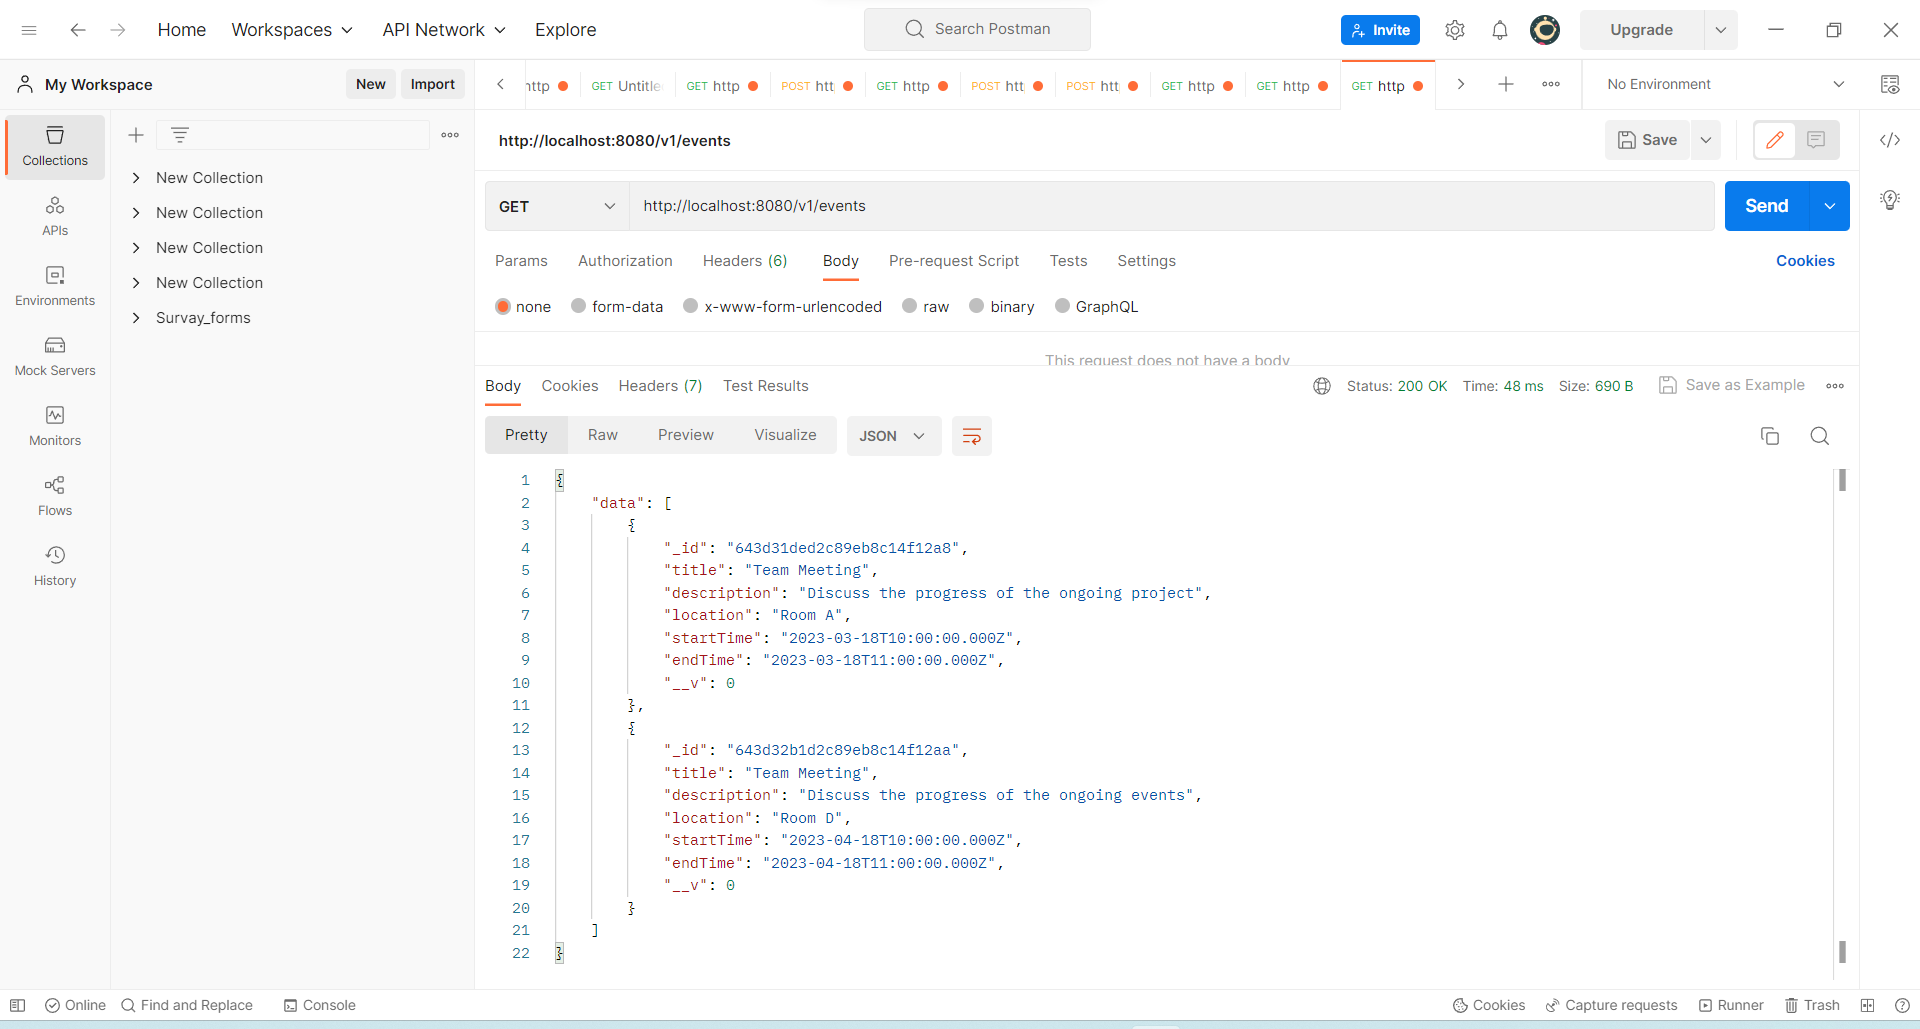 Home Workspaces API Network Explore Search Postman Invite Upgrade
My Workspace New Import
http GET Untitle GET http POST htt GET http POST htt POST htt GET http GET http GET http No Environment
Collections
APIs
Environments
Mock Servers
Monitors
Flows
History
New Collection
New Collection
New Collection
New Collection
Survay_forms
http://localhost:8080/v1/events Save
GET http://localhost:8080/v1/events Send
Params Authorization Headers (6) Body Pre-request Script Tests Settings Cookies
none form-data x-www-form-urlencoded raw binary GraphQL
This request does not have a body
Body Cookies Headers (7) Test Results Status: 200 OK Time: 48 ms Size: 690 B Save as Example
Pretty Raw Preview Visualize JSON
1 {
2 "data": [
3 {
4 "_id": "643d31ded2c89eb8c14f12a8",
5 "title": "Team Meeting",
6 "description": "Discuss the progress of the ongoing project",
7 "location": "Room A",
8 "startTime": "2023-03-18T10:00:00.000Z",
9 "endTime": "2023-03-18T11:00:00.000Z",
10 "__v": 0
11 },
12 {
13 "_id": "643d32b1d2c89eb8c14f12aa",
14 "title": "Team Meeting",
15 "description": "Discuss the progress of the ongoing events",
16 "location": "Room D",
17 "startTime": "2023-04-18T10:00:00.000Z",
18 "endTime": "2023-04-18T11:00:00.000Z",
19 "__v": 0
20 }
21 ]
22 }
Online Find and Replace Console Cookies Capture requests Runner Trash